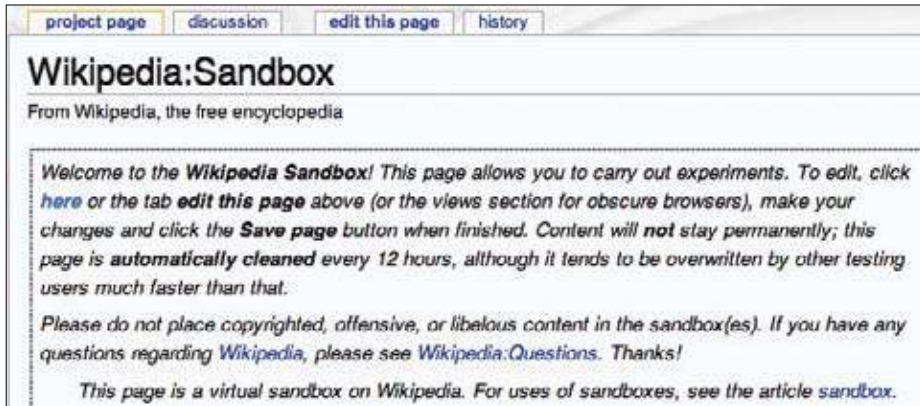 project page discussion edit this page history
Wikipedia:Sandbox
From Wikipedia, the free encyclopedia
Welcome to the Wikipedia Sandbox! This page allows you to carry out experiments. To edit, click
here or the tab edit this page above (or the views section for obscure browsers), make your
changes and click the Save page button when finished. Content will not stay permanently; this
page is automatically cleaned every 12 hours, although it tends to be overwritten by other testing
users much faster than that.
Please do not place copyrighted, offensive, or libelous content in the sandbox(es). If you have any
questions regarding Wikipedia, please see Wikipedia:Questions. Thanks!
This page is a virtual sandbox on Wikipedia. For uses of sandboxes, see the article sandbox.